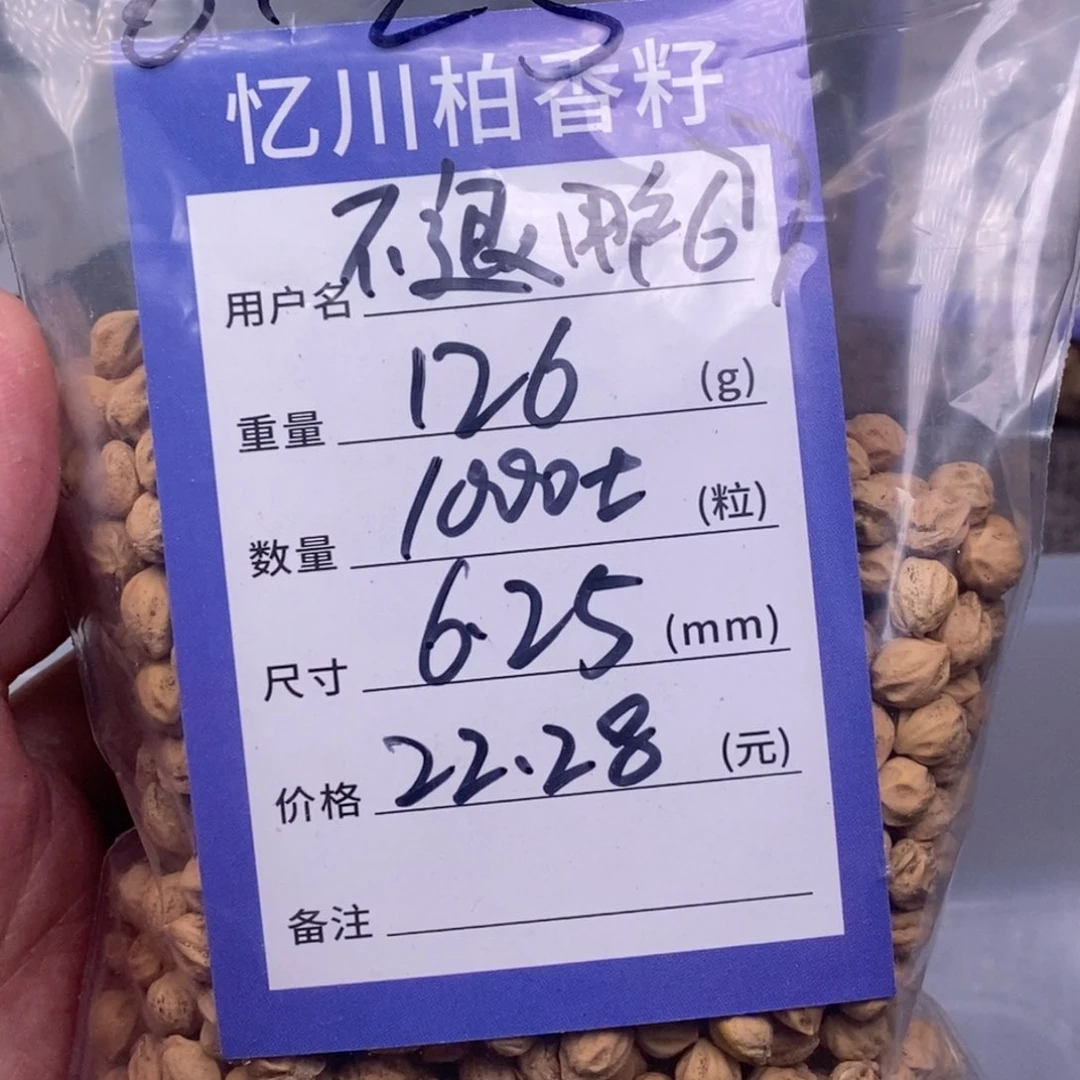 忆川柏香籽
用户名 不退 6
重量 126 (g)
数量 1000± (粒)
尺寸 6.25 (mm)
价格 22.28 (元)
备注